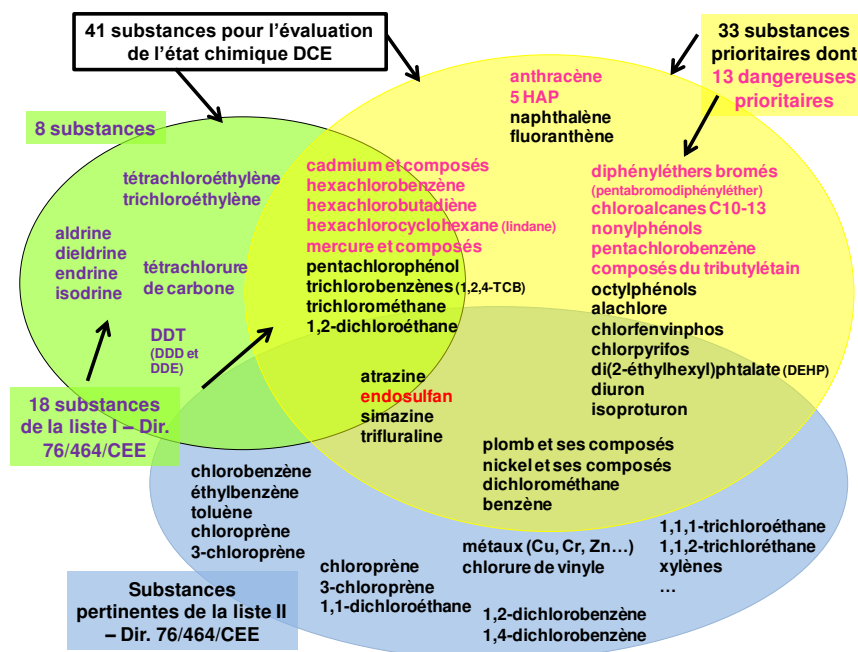 41 substances pour l’évaluation
de l’état chimique DCE
33 substances
prioritaires dont
13 dangereuses
prioritaires
anthracène
5 HAP
naphthalène
fluoranthène
8 substances
tétrachloroéthylène
trichloroéthylène
aldrine
dieldrine
endrine
isodrine
tétrachlorure
de carbone
DDT
(DDD et
DDE)
cadmium et composés
hexachlorobenzène
hexachlorobutadiène
hexachlorocyclohexane (lindane)
mercure et composés
pentachlorophénol
trichlorobenzènes (1,2,4-TCB)
trichlorométhane
1,2-dichloroéthane
diphényléthers bromés
(pentabromodiphényléther)
chloroalcanes C10-13
nonylphénols
pentachlorobenzène
composés du tributylétain
octylphénols
alachlore
chlorfenvinphos
chlorpyrifos
di(2-éthylhexyl)phtalate (DEHP)
diuron
isoproturon
atrazine
endosulfan
simazine
trifluraline
18 substances
de la liste I – Dir.
76/464/CEE
plomb et ses composés
nickel et ses composés
dichlorométhane
benzène
chlorobenzène
éthylbenzène
toluène
chloroprène
3-chloroprène
chloroprène
3-chloroprène
1,1-dichloroéthane
métaux (Cu, Cr, Zn…)
chlorure de vinyle
1,1,1-trichloroéthane
1,1,2-trichloréthane
xylènes
…
1,2-dichlorobenzène
1,4-dichlorobenzène
Substances
pertinentes de la liste II
– Dir. 76/464/CEE